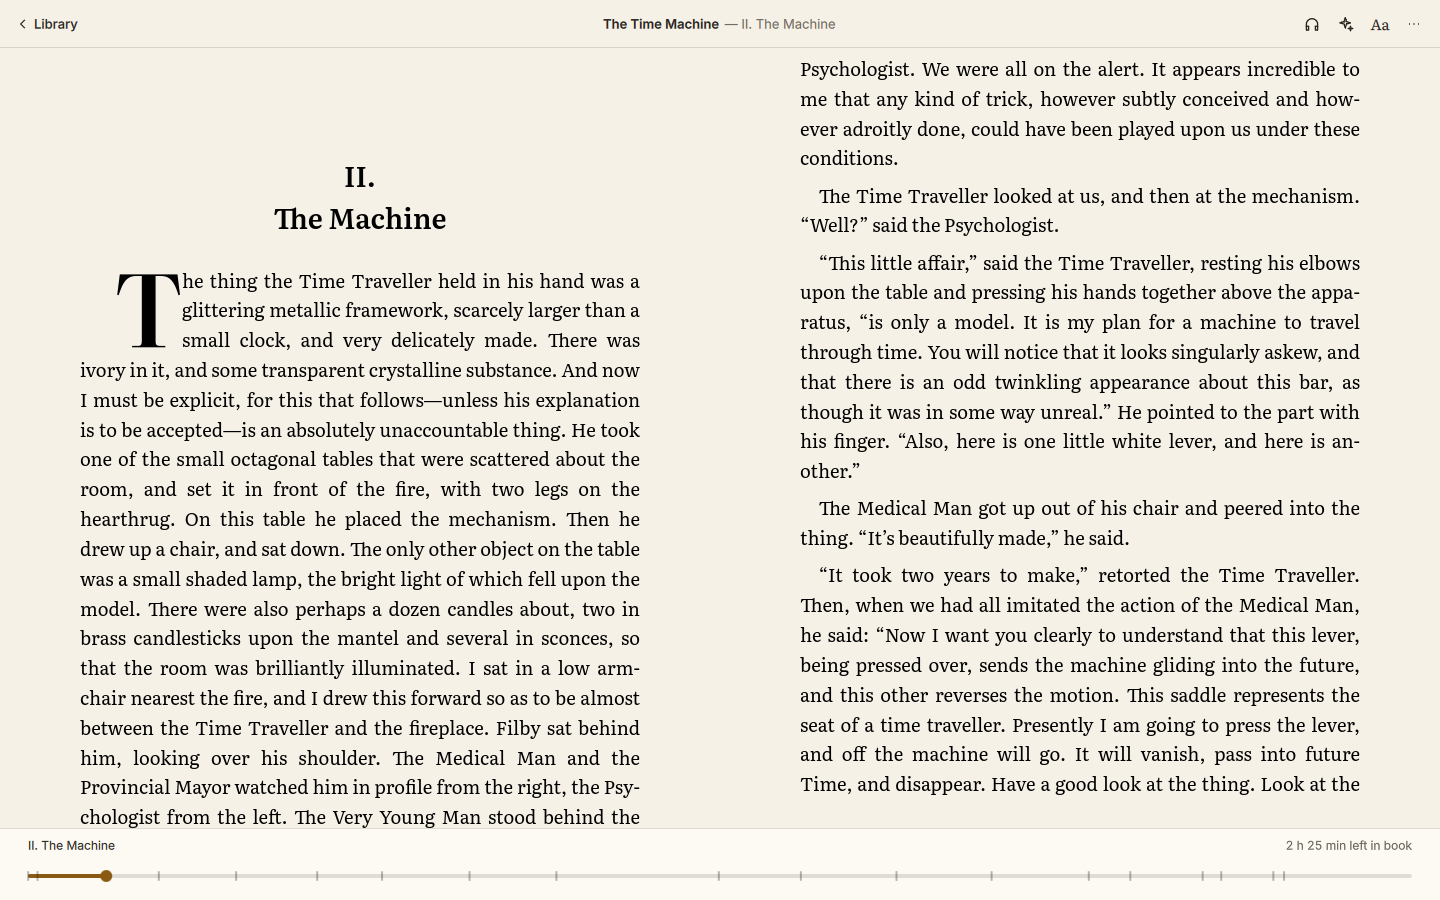 Library
The Time Machine — II. The Machine
Aa
II.
The Machine
The thing the Time Traveller held in his hand was a
glittering metallic framework, scarcely larger than a
small clock, and very delicately made. There was
ivory in it, and some transparent crystalline substance. And now
I must be explicit, for this that follows—unless his explanation
is to be accepted—is an absolutely unaccountable thing. He took
one of the small octagonal tables that were scattered about the
room, and set it in front of the fire, with two legs on the
hearthrug. On this table he placed the mechanism. Then he
drew up a chair, and sat down. The only other object on the table
was a small shaded lamp, the bright light of which fell upon the
model. There were also perhaps a dozen candles about, two in
brass candlesticks upon the mantel and several in sconces, so
that the room was brilliantly illuminated. I sat in a low arm-
chair nearest the fire, and I drew this forward so as to be almost
between the Time Traveller and the fireplace. Filby sat behind
him, looking over his shoulder. The Medical Man and the
Provincial Mayor watched him in profile from the right, the Psy-
chologist from the left. The Very Young Man stood behind the
Psychologist. We were all on the alert. It appears incredible to
me that any kind of trick, however subtly conceived and how-
ever adroitly done, could have been played upon us under these
conditions.
The Time Traveller looked at us, and then at the mechanism.
“Well?” said the Psychologist.
“This little affair,” said the Time Traveller, resting his elbows
upon the table and pressing his hands together above the appa-
ratus, “is only a model. It is my plan for a machine to travel
through time. You will notice that it looks singularly askew, and
that there is an odd twinkling appearance about this bar, as
though it was in some way unreal.” He pointed to the part with
his finger. “Also, here is one little white lever, and here is an-
other.”
The Medical Man got up out of his chair and peered into the
thing. “It’s beautifully made,” he said.
“It took two years to make,” retorted the Time Traveller.
Then, when we had all imitated the action of the Medical Man,
he said: “Now I want you clearly to understand that this lever,
being pressed over, sends the machine gliding into the future,
and this other reverses the motion. This saddle represents the
seat of a time traveller. Presently I am going to press the lever,
and off the machine will go. It will vanish, pass into future
Time, and disappear. Have a good look at the thing. Look at the
II. The Machine
2 h 25 min left in book